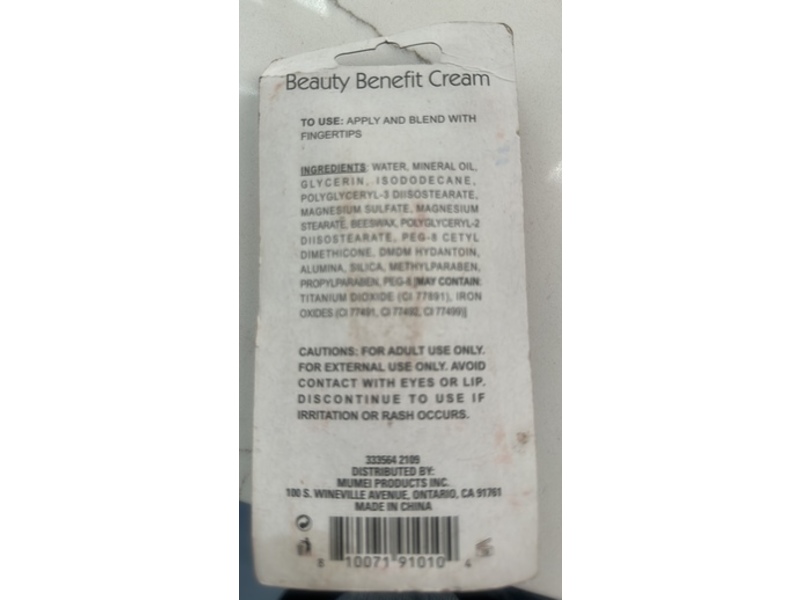 Beauty Benefit Cream
TO USE: APPLY AND BLEND WITH
FINGERTIPS
INGREDIENTS: WATER, MINERAL OIL,
GLYCERIN, ISODODECANE,
POLYGLYCERYL-3 DIISOSTEARATE,
MAGNESIUM SULFATE, MAGNESIUM
STEARATE, BEESWAX, POLYGLYCERYL-2
DIISOSTEARATE, PEG-8 CETYL
DIMETHICONE, DMDM HYDANTOIN,
ALUMINA, SILICA, METHYLPARABEN,
PROPYLPARABEN, PEG-8 [MAY CONTAIN:
TITANIUM DIOXIDE (CI 77891), IRON
OXIDES (CI 77491, CI 77492, CI 77499)]
CAUTIONS: FOR ADULT USE ONLY.
FOR EXTERNAL USE ONLY. AVOID
CONTACT WITH EYES OR LIP.
DISCONTINUE TO USE IF
IRRITATION OR RASH OCCURS.
333564 2109
DISTRIBUTED BY:
MUMEI PRODUCTS INC.
100 S. WINEVILLE AVENUE, ONTARIO, CA 91761
MADE IN CHINA
8 10071 91010 4